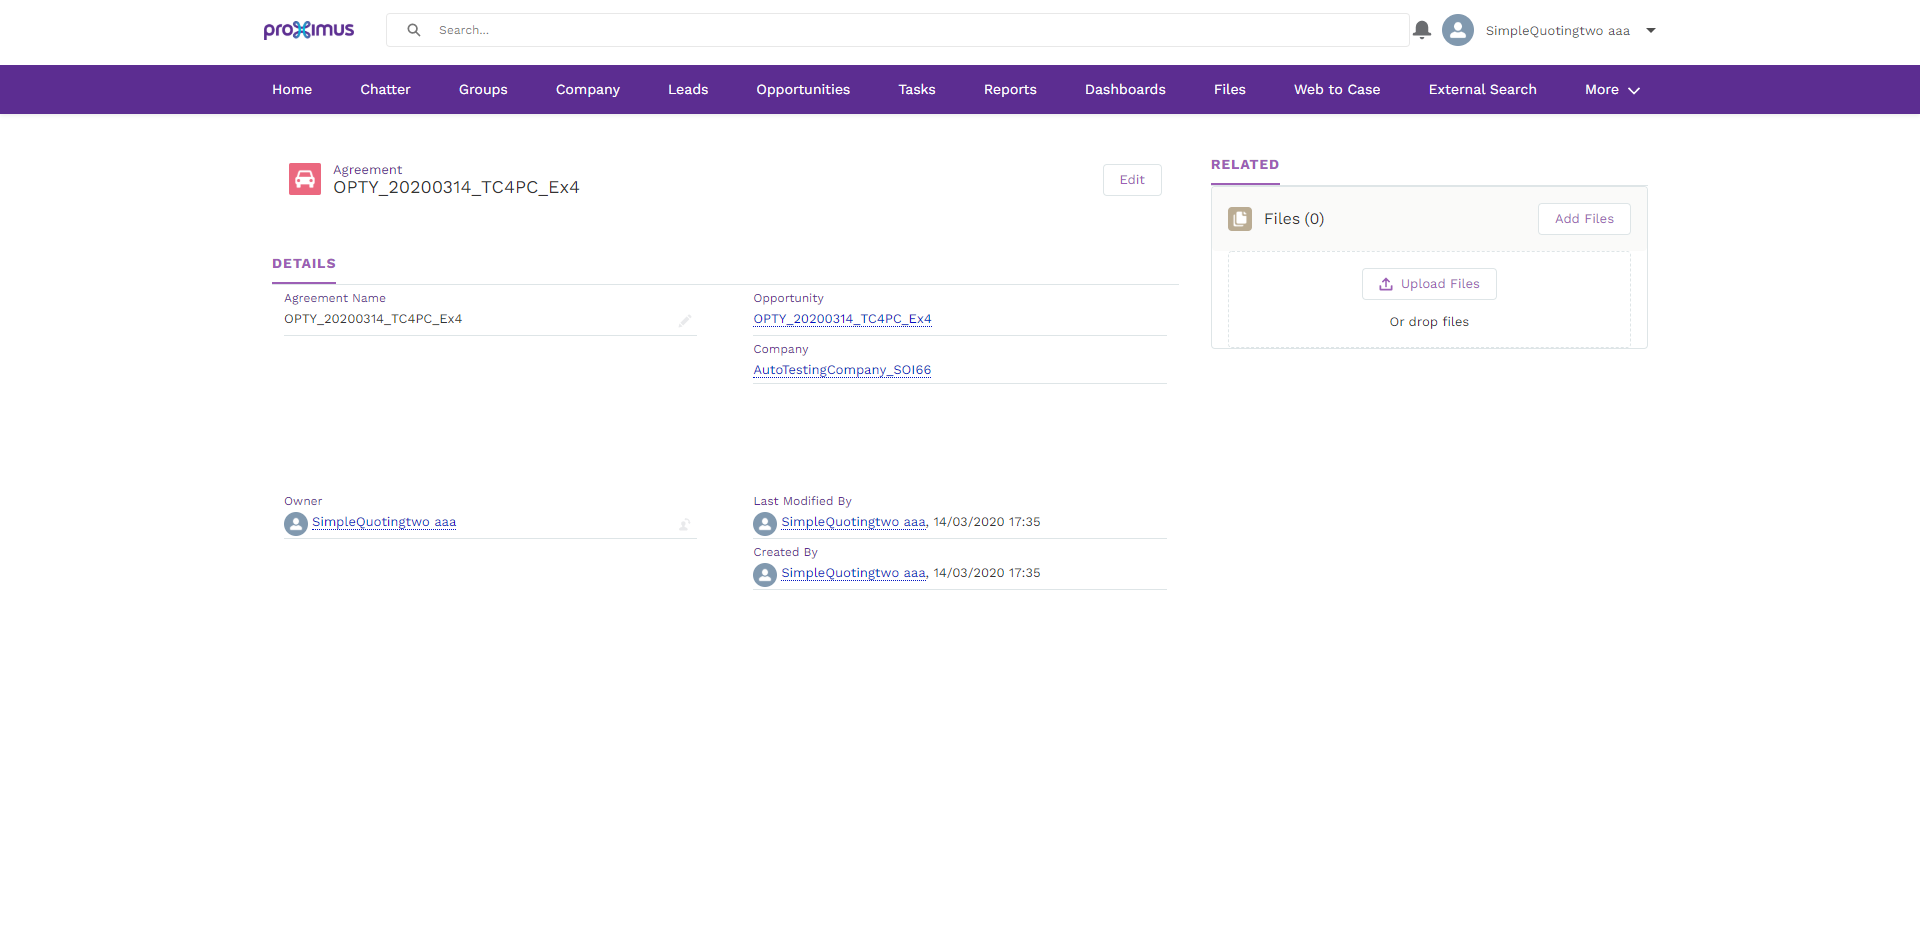 proximus
Search...
SimpleQuotingtwo aaa
Home Chatter Groups Company Leads Opportunities Tasks Reports Dashboards Files Web to Case External Search More
Agreement
OPTY_20200314_TC4PC_Ex4
Edit
DETAILS
Agreement Name
OPTY_20200314_TC4PC_Ex4
Opportunity
OPTY_20200314_TC4PC_Ex4
Company
AutoTestingCompany_SOI66
Owner
SimpleQuotingtwo aaa
Last Modified By
SimpleQuotingtwo aaa, 14/03/2020 17:35
Created By
SimpleQuotingtwo aaa, 14/03/2020 17:35
RELATED
Files (0)
Add Files
Upload Files
Or drop files